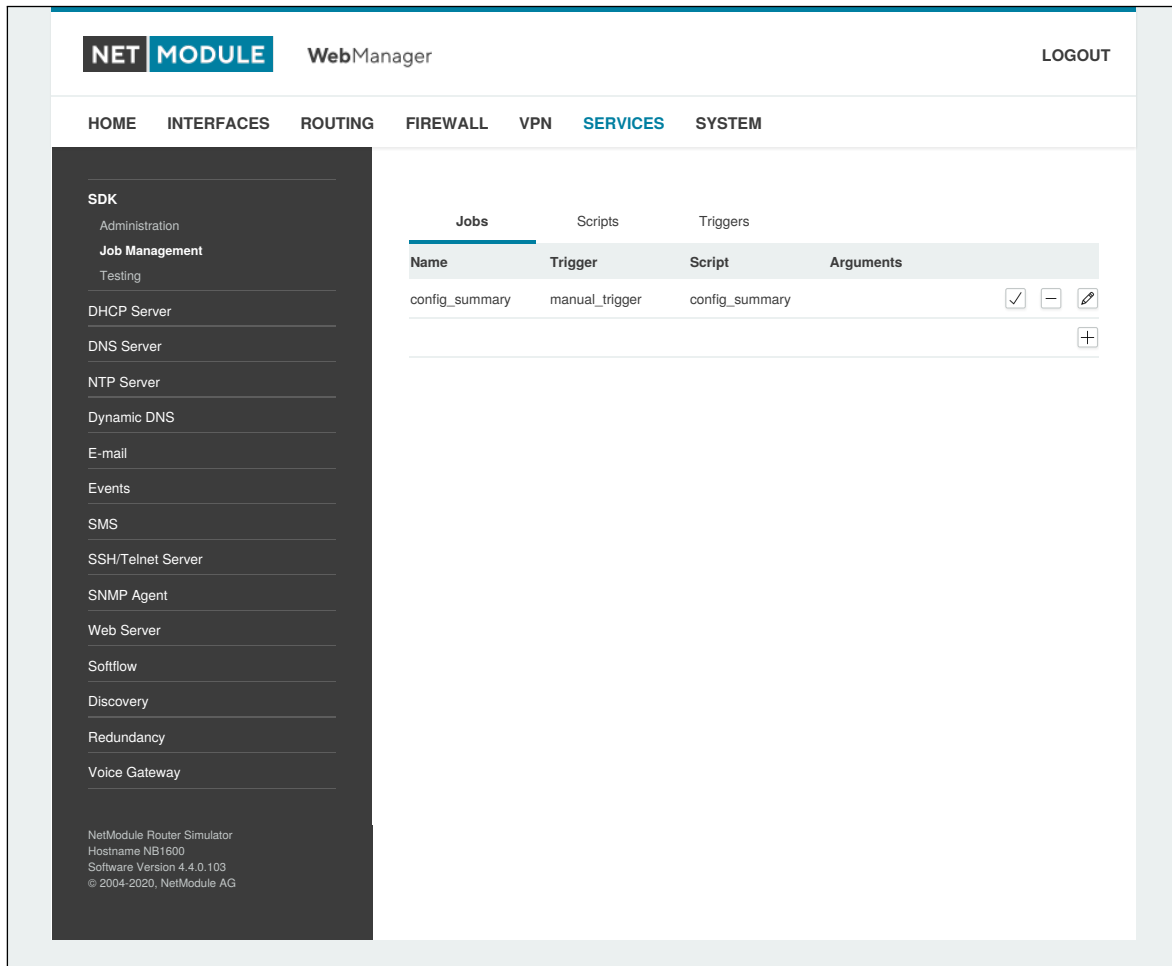 NET MODULE WebManager LOGOUT
HOME INTERFACES ROUTING FIREWALL VPN SERVICES SYSTEM
SDK
Administration
Job Management
Testing
DHCP Server
DNS Server
NTP Server
Dynamic DNS
E-mail
Events
SMS
SSH/Telnet Server
SNMP Agent
Web Server
Softflow
Discovery
Redundancy
Voice Gateway
NetModule Router Simulator
Hostname NB1600
Software Version 4.4.0.103
© 2004-2020, NetModule AG
Jobs Scripts Triggers
Name Trigger Script Arguments
config_summary manual_trigger config_summary